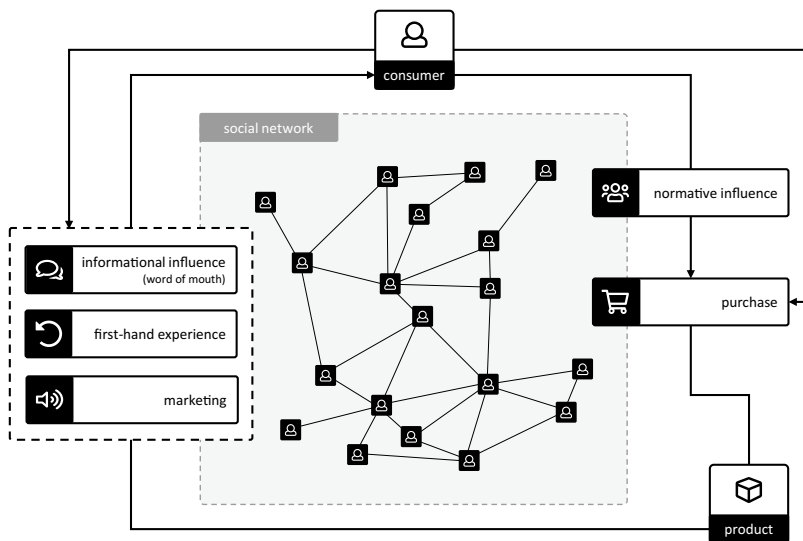 consumer
social network
normative influence
informational influence
(word of mouth)
purchase
first-hand experience
marketing
product